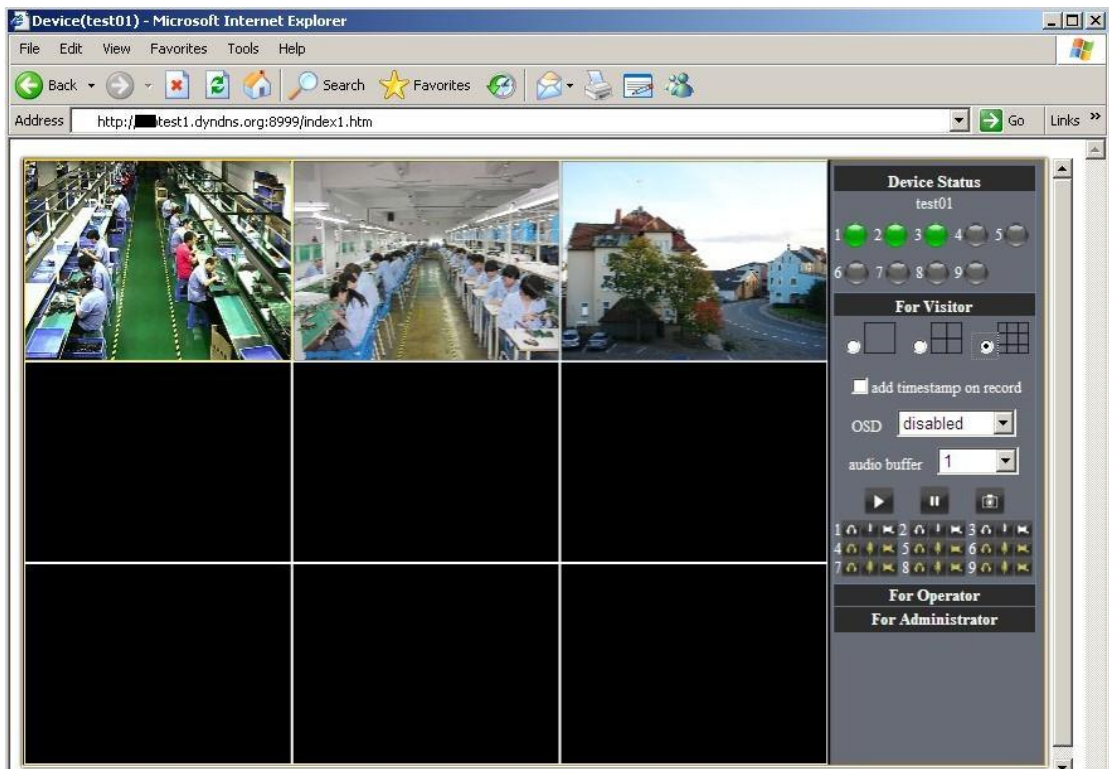 Device(test01) - Microsoft Internet Explorer
File Edit View Favorites Tools Help
Back Search Favorites
Address http://test1.dyndns.org:8999/index1.htm Go Links »
Device Status
test01
1 2 3 4 5
6 7 8 9
For Visitor
add timestamp on record
OSD disabled
audio buffer 1
1 2 3
4 5 6
7 8 9
For Operator
For Administrator